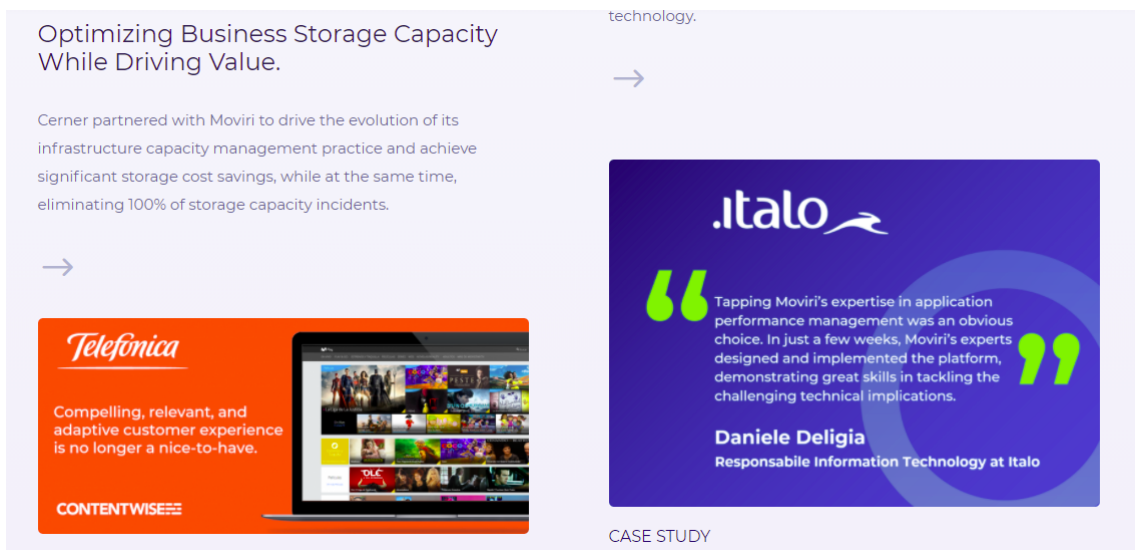 Optimizing Business Storage Capacity
While Driving Value.
Cerner partnered with Moviri to drive the evolution of its
infrastructure capacity management practice and achieve
significant storage cost savings, while at the same time,
eliminating 100% of storage capacity incidents.
Telefónica
Compelling, relevant, and
adaptive customer experience
is no longer a nice-to-have.
CONTENTWISE
technology.
.italo
“
Tapping Moviri’s expertise in application
performance management was an obvious
choice. In just a few weeks, Moviri’s experts
designed and implemented the platform,
demonstrating great skills in tackling the
challenging technical implications.
”
Daniele Deligia
Responsabile Information Technology at Italo
CASE STUDY